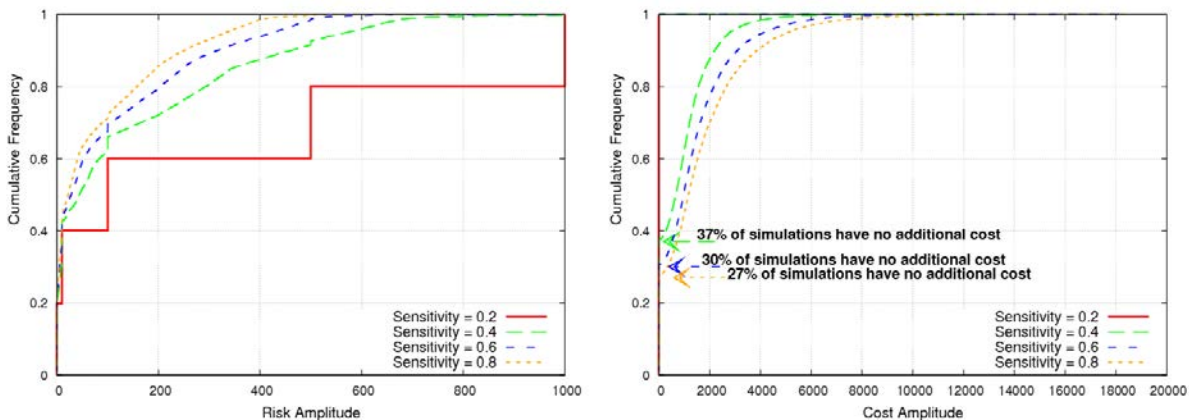 1
0.8
0.6
0.4
0.2
0
Cumulative Frequency
0
200
400
600
800
1000
Risk Amplitude
Sensitivity = 0.2
Sensitivity = 0.4
Sensitivity = 0.6
Sensitivity = 0.8
1
0.8
0.6
0.4
0.2
0
Cumulative Frequency
37% of simulations have no additional cost
30% of simulations have no additional cost
27% of simulations have no additional cost
Sensitivity = 0.2
Sensitivity = 0.4
Sensitivity = 0.6
Sensitivity = 0.8
0
2000
4000
6000
8000
10000
12000
14000
16000
18000
20000
Cost Amplitude